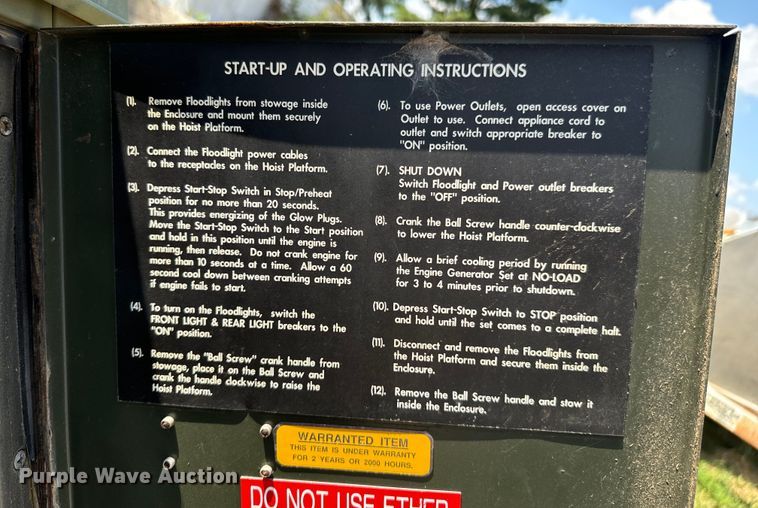 START-UP AND OPERATING INSTRUCTIONS
(1). Remove Floodlights from stowage inside
the Enclosure and mount them securely
on the Hoist Platform.
(2). Connect the Floodlight power cables
to the receptacles on the Hoist Platform.
(3). Depress Start-Stop Switch in Stop/Preheat
position for no more than 20 seconds.
This provides energizing of the Glow Plugs.
Move the Start-Stop Switch to the Start position
and hold in this position until the engine is
running, then release. Do not crank engine for
more than 10 seconds at a time. Allow a 60
second cool down between cranking attempts
if engine fails to start.
(4). To turn on the Floodlights, switch the
FRONT LIGHT & REAR LIGHT breakers to the
"ON" position.
(5). Remove the "Ball Screw" crank handle from
stowage, place it on the Ball Screw and
crank the handle clockwise to raise the
Hoist Platform.
(6). To use Power Outlets, open access cover on
Outlet to use. Connect appliance cord to
outlet and switch appropriate breaker to
"ON" position.
(7). SHUT DOWN
Switch Floodlight and Power outlet breakers
to the "OFF" position.
(8). Crank the Ball Screw handle counter-clockwise
to lower the Hoist Platform.
(9). Allow a brief cooling period by running
the Engine Generator Set at NO-LOAD
for 3 to 4 minutes prior to shutdown.
(10). Depress Start-Stop Switch to STOP position
and hold until the set comes to a complete halt.
(11). Disconnect and remove the Floodlights from
the Hoist Platform and secure them inside the
Enclosure.
(12). Remove the Ball Screw handle and stow it
inside the Enclosure.
WARRANTED ITEM
THIS ITEM IS UNDER WARRANTY
FOR 2 YEARS OR 2000 HOURS.
DO NOT USE ETHER
Purple Wave Auction